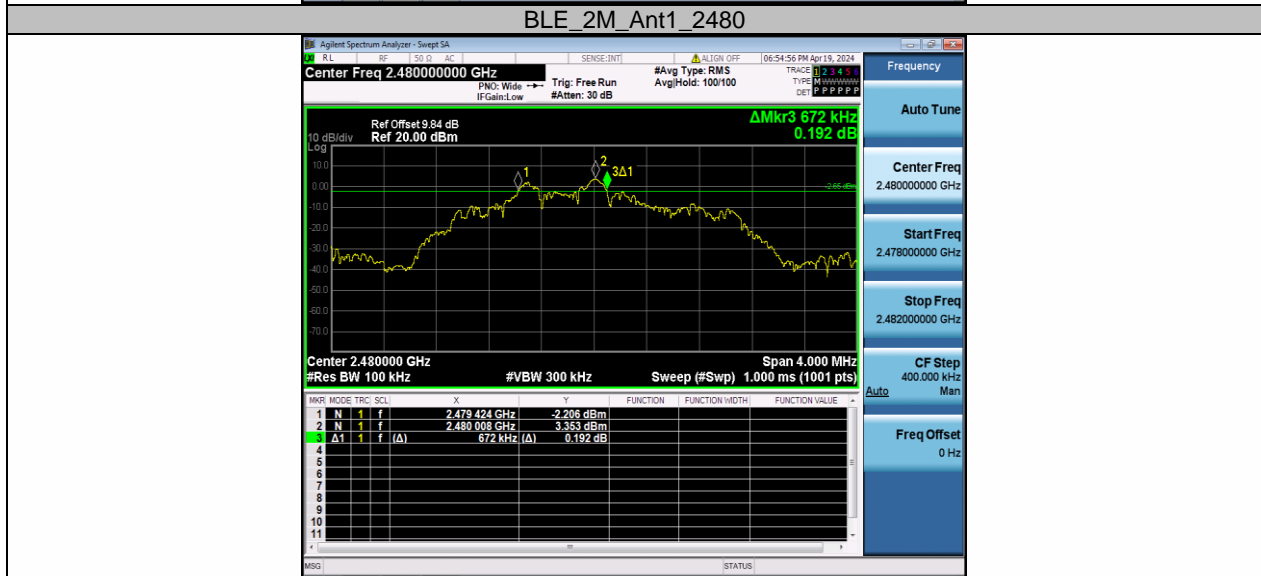 BLE_2M_Ant1_2480
Agilent Spectrum Analyzer - Swept SA
RL RF 50 Ω AC SENSE:INT ALIGN OFF 06:54:56 PM Apr 19, 2024
Center Freq 2.480000000 GHz
PNO: Wide
IFGain:Low
Trig: Free Run
#Atten: 30 dB
#Avg Type: RMS
Avg|Hold: 100/100
TRACE 1 2 3 4 5 6
TYPE M
DET P P P P P P
Ref Offset 9.84 dB
10 dB/div Ref 20.00 dBm
Log
ΔMkr3 672 kHz
0.192 dB
10.0
0.00
-10.0
-20.0
-30.0
-40.0
-50.0
-60.0
-70.0
1
2
3Δ1
-2.65 dBm
Center 2.480000 GHz Span 4.000 MHz
#Res BW 100 kHz #VBW 300 kHz Sweep (#Swp) 1.000 ms (1001 pts)
MKR MODE TRC SCL X Y FUNCTION FUNCTION WIDTH FUNCTION VALUE
1 N 1 f 2.479 424 GHz -2.206 dBm
2 N 1 f 2.480 008 GHz 3.353 dBm
3 Δ1 1 f (Δ) 672 kHz (Δ) 0.192 dB
4
5
6
7
8
9
10
11
MSG STATUS
Frequency
Auto Tune
Center Freq
2.480000000 GHz
Start Freq
2.478000000 GHz
Stop Freq
2.482000000 GHz
CF Step
400.000 kHz
Auto Man
Freq Offset
0 Hz